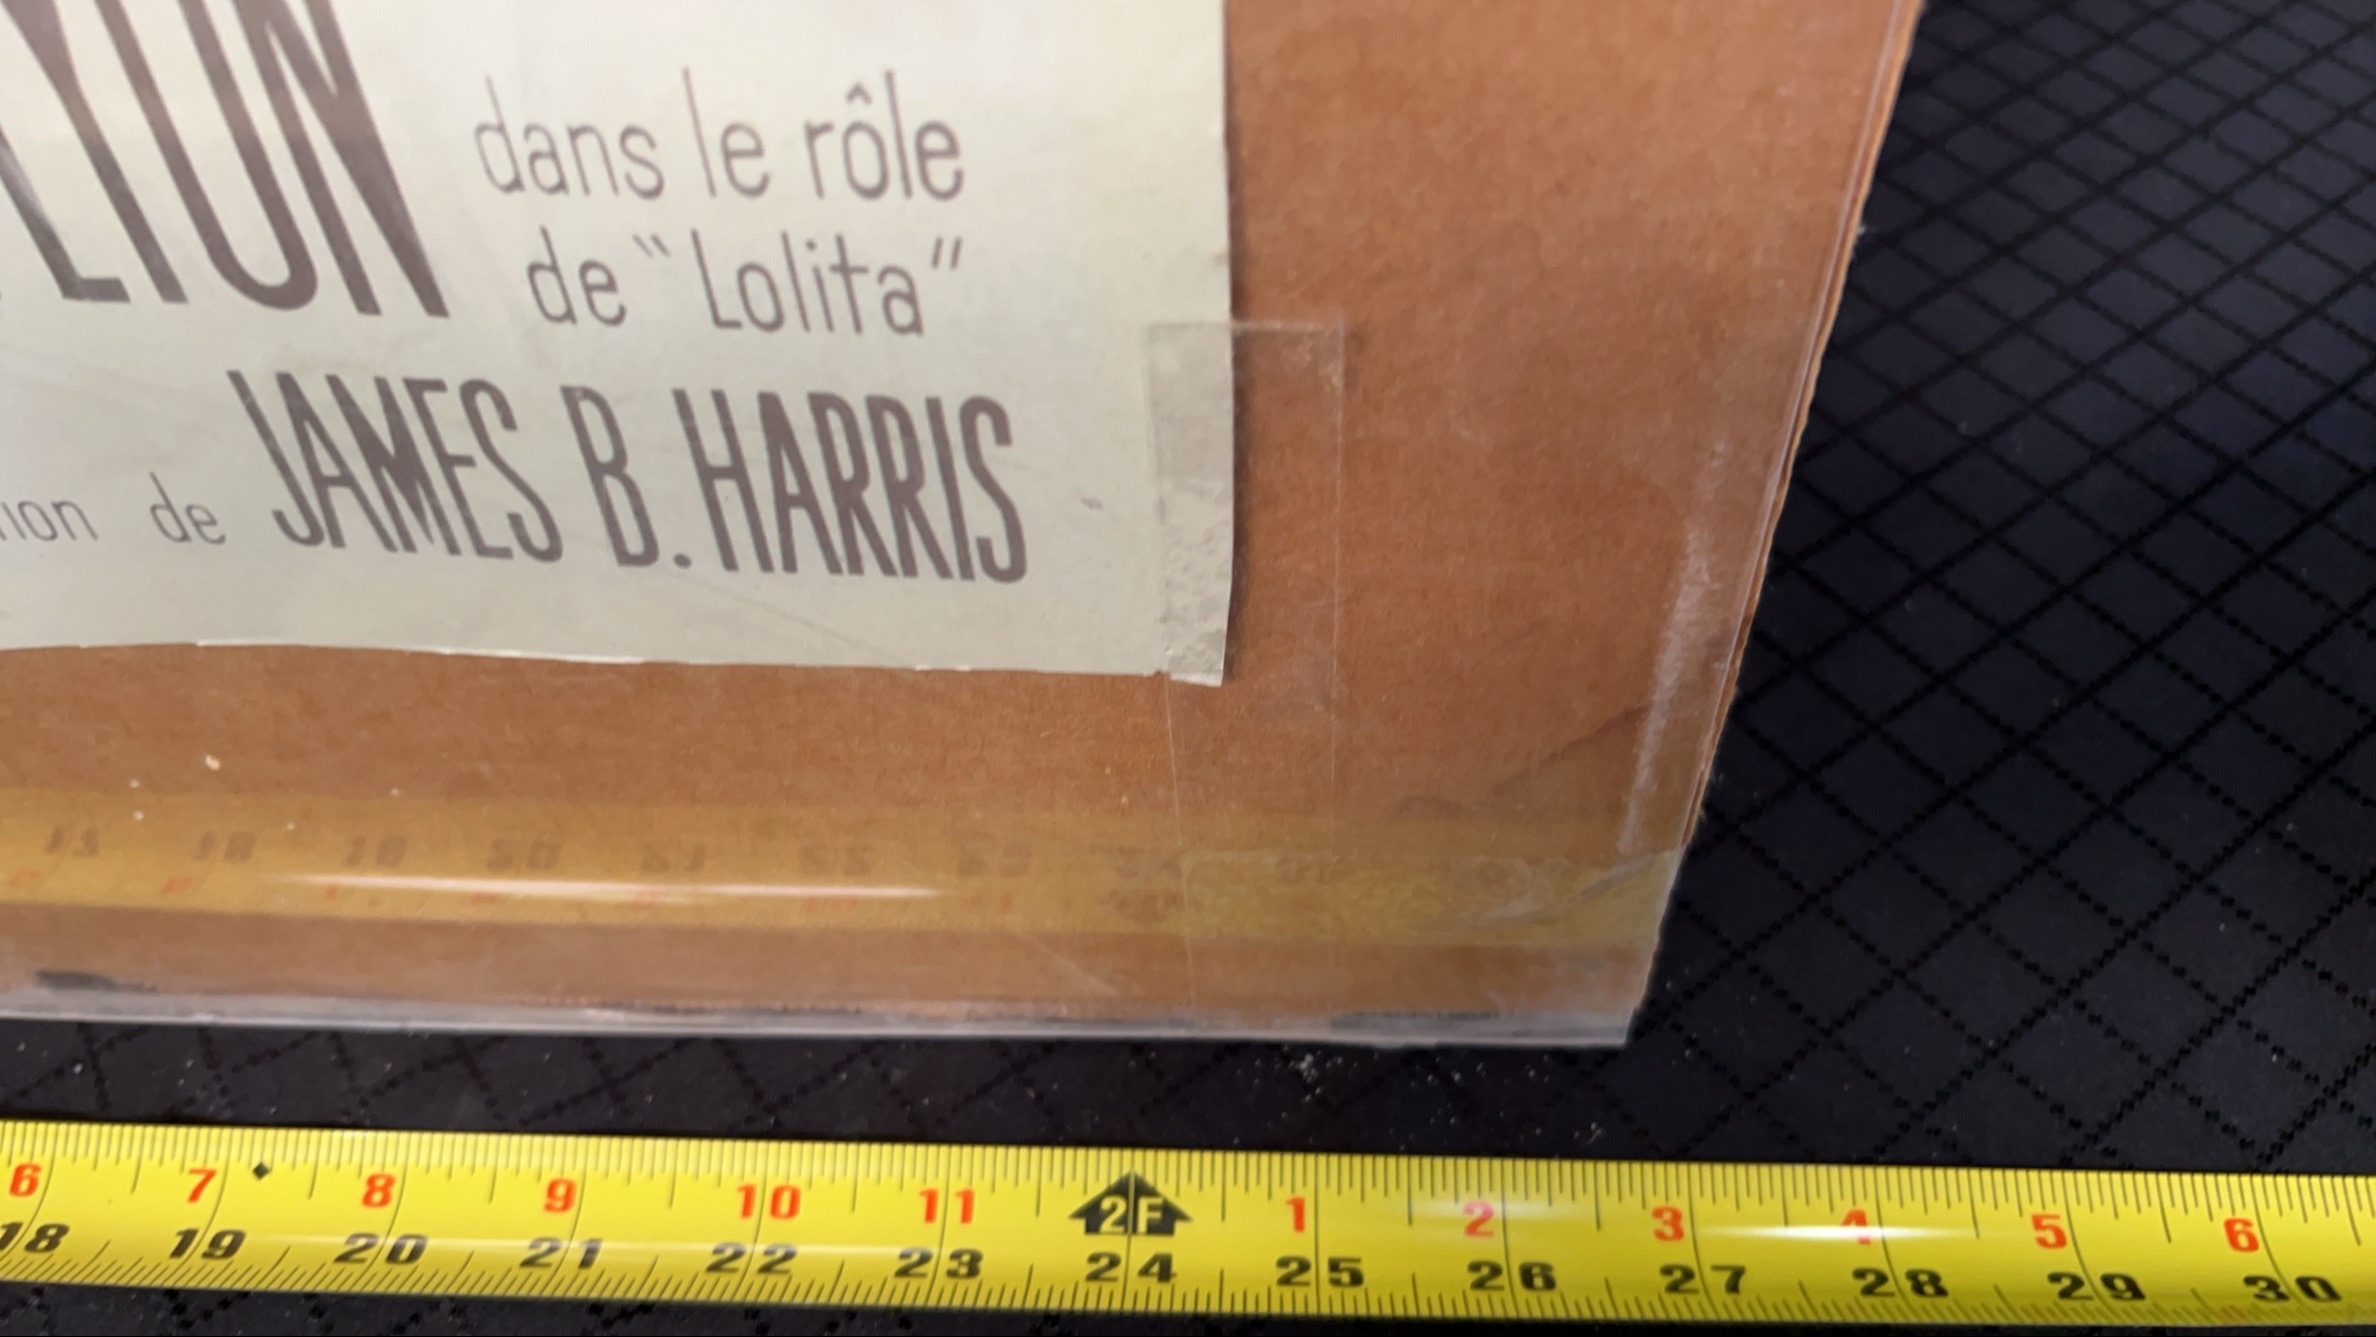 LYON
dans le rôle
de "Lolita"
de JAMES B. HARRIS
6 7 8 9 10 11 2F 1 2 3 4 5 6
18 19 20 21 22 23 24 25 26 27 28 29 30